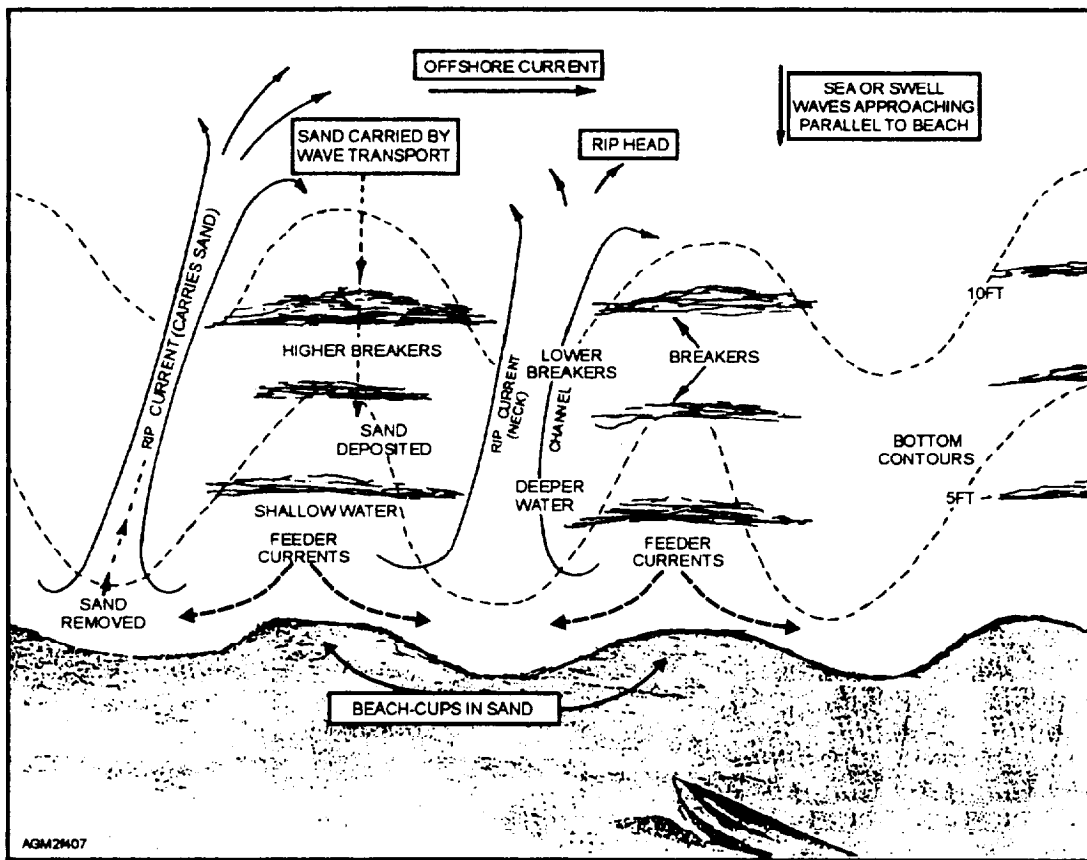 OFFSHORE CURRENT
SEA OR SWELL
WAVES APPROACHING
PARALLEL TO BEACH
SAND CARRIED BY
WAVE TRANSPORT
RIP HEAD
RIP CURRENT (CARRIES SAND)
10FT
HIGHER BREAKERS
LOWER
BREAKERS
BREAKERS
RIP CURRENT
(NECK)
CHANNEL
SAND
DEPOSITED
BOTTOM
CONTOURS
DEEPER
WATER
5FT
SHALLOW WATER
FEEDER
CURRENTS
FEEDER
CURRENTS
SAND
REMOVED
BEACH-CUPS IN SAND
AGM2f407